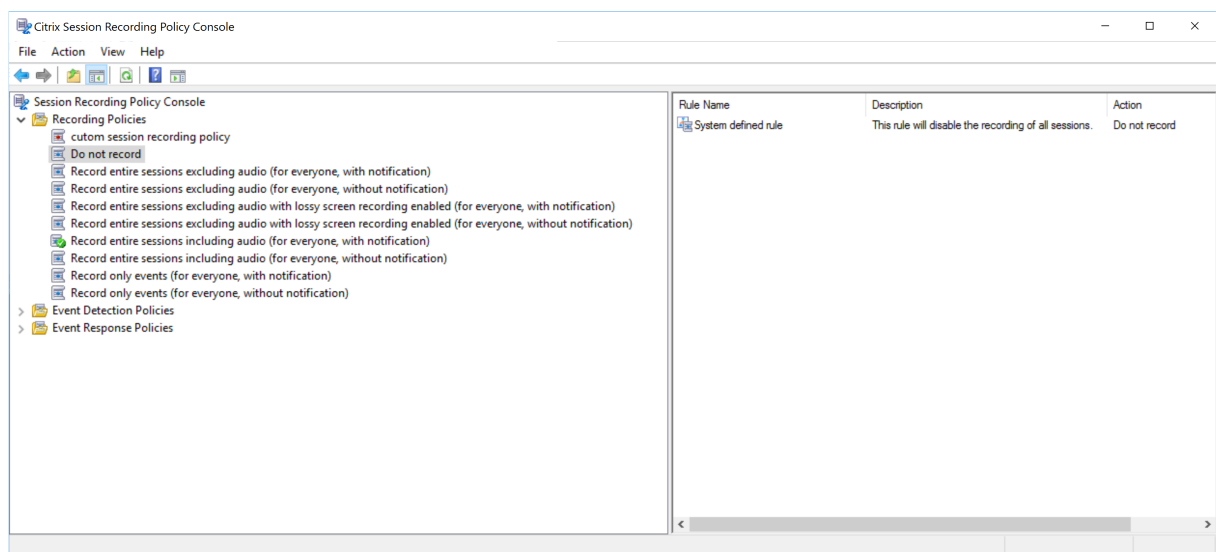 Citrix Session Recording Policy Console
File Action View Help
Session Recording Policy Console
Recording Policies
cutom session recording policy
Do not record
Record entire sessions excluding audio (for everyone, with notification)
Record entire sessions excluding audio (for everyone, without notification)
Record entire sessions excluding audio with lossy screen recording enabled (for everyone, with notification)
Record entire sessions excluding audio with lossy screen recording enabled (for everyone, without notification)
Record entire sessions including audio (for everyone, with notification)
Record entire sessions including audio (for everyone, without notification)
Record only events (for everyone, with notification)
Record only events (for everyone, without notification)
Event Detection Policies
Event Response Policies
Rule Name Description Action
System defined rule This rule will disable the recording of all sessions. Do not record